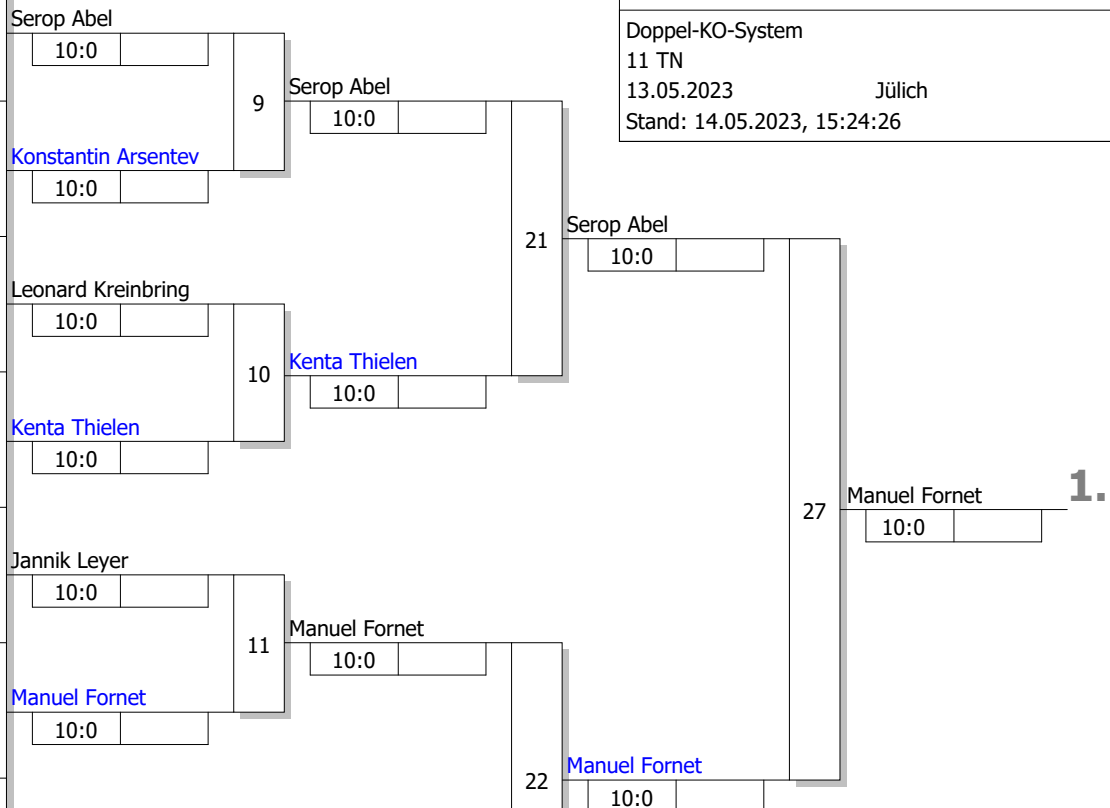 Serop Abel
10:0
9
Konstantin Arsentev
10:0
Serop Abel
10:0
Leonard Kreinbring
10:0
10
Kenta Thielen
10:0
Kenta Thielen
10:0
21
Serop Abel
10:0
Jannik Leyer
10:0
11
Manuel Fornet
10:0
Manuel Fornet
10:0
22
Manuel Fornet
10:0
27
Manuel Fornet
10:0
1.
Doppel-KO-System
11 TN
13.05.2023 Jülich
Stand: 14.05.2023, 15:24:26